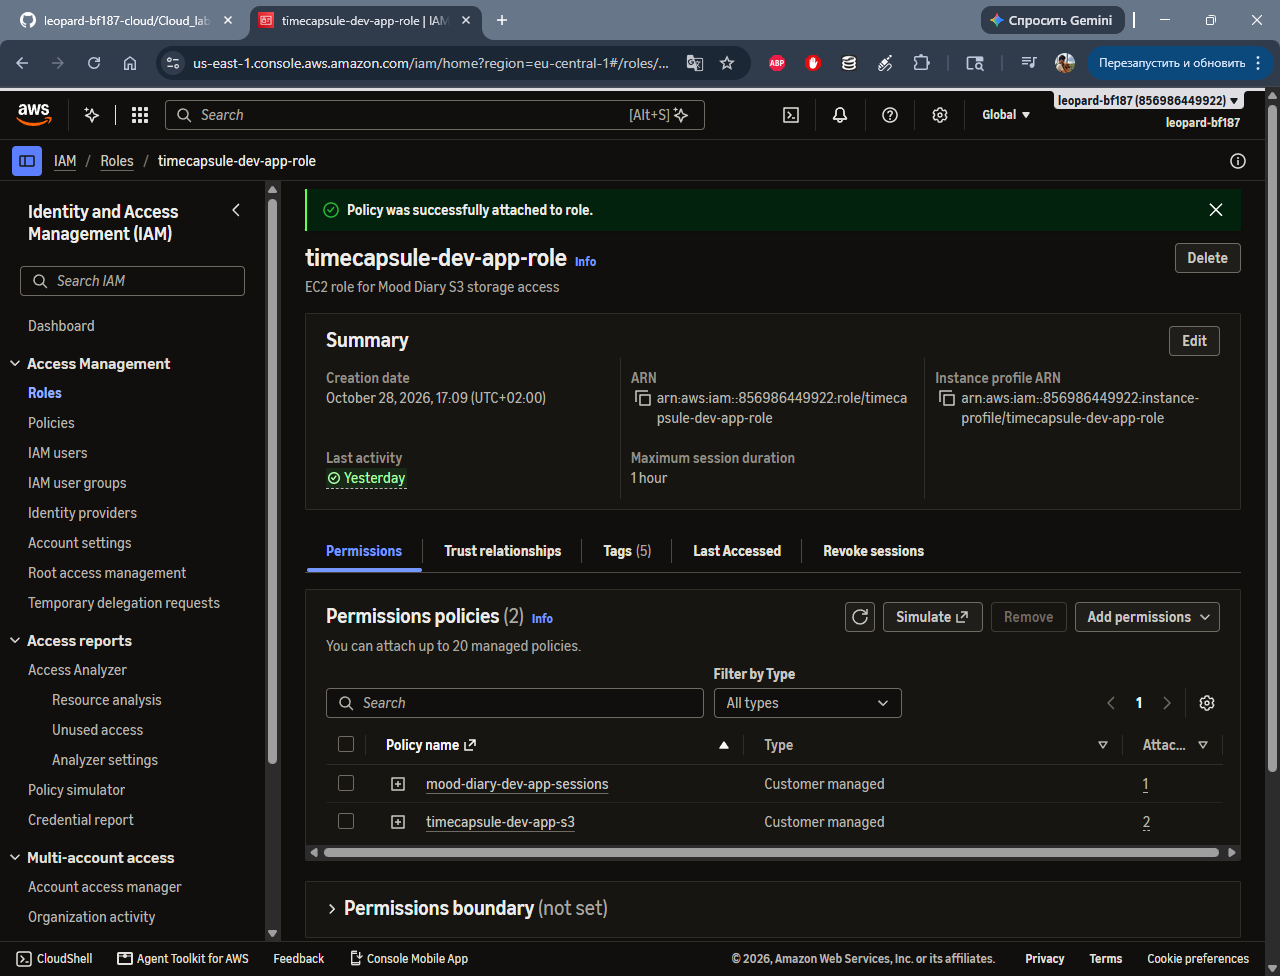 leopard-bf187-cloud/Cloud_lab
timecapsule-dev-app-role | IAM
Спросить Gemini
us-east-1.console.aws.amazon.com/iam/home?region=eu-central-1#/roles/...
ABP
Перезапустить и обновить
aws
Search
[Alt+S]
Global
leopard-bf187 (856986449922)
leopard-bf187
IAM / Roles / timecapsule-dev-app-role
Identity and Access
Management (IAM)
Search IAM
Dashboard
Access Management
Roles
Policies
IAM users
IAM user groups
Identity providers
Account settings
Root access management
Temporary delegation requests
Access reports
Access Analyzer
Resource analysis
Unused access
Analyzer settings
Policy simulator
Credential report
Multi-account access
Account access manager
Organization activity
Policy was successfully attached to role.
timecapsule-dev-app-role Info
Delete
EC2 role for Mood Diary S3 storage access
Summary
Edit
Creation date
October 28, 2026, 17:09 (UTC+02:00)
ARN
arn:aws:iam::856986449922:role/timeca
psule-dev-app-role
Instance profile ARN
arn:aws:iam::856986449922:instance-
profile/timecapsule-dev-app-role
Last activity
Yesterday
Maximum session duration
1 hour
Permissions
Trust relationships
Tags (5)
Last Accessed
Revoke sessions
Permissions policies (2) Info
Simulate
Remove
Add permissions
You can attach up to 20 managed policies.
Filter by Type
Search
All types
1
Policy name
Type
Attac...
mood-diary-dev-app-sessions
Customer managed
1
timecapsule-dev-app-s3
Customer managed
2
Permissions boundary (not set)
CloudShell
Agent Toolkit for AWS
Feedback
Console Mobile App
© 2026, Amazon Web Services, Inc. or its affiliates.
Privacy
Terms
Cookie preferences